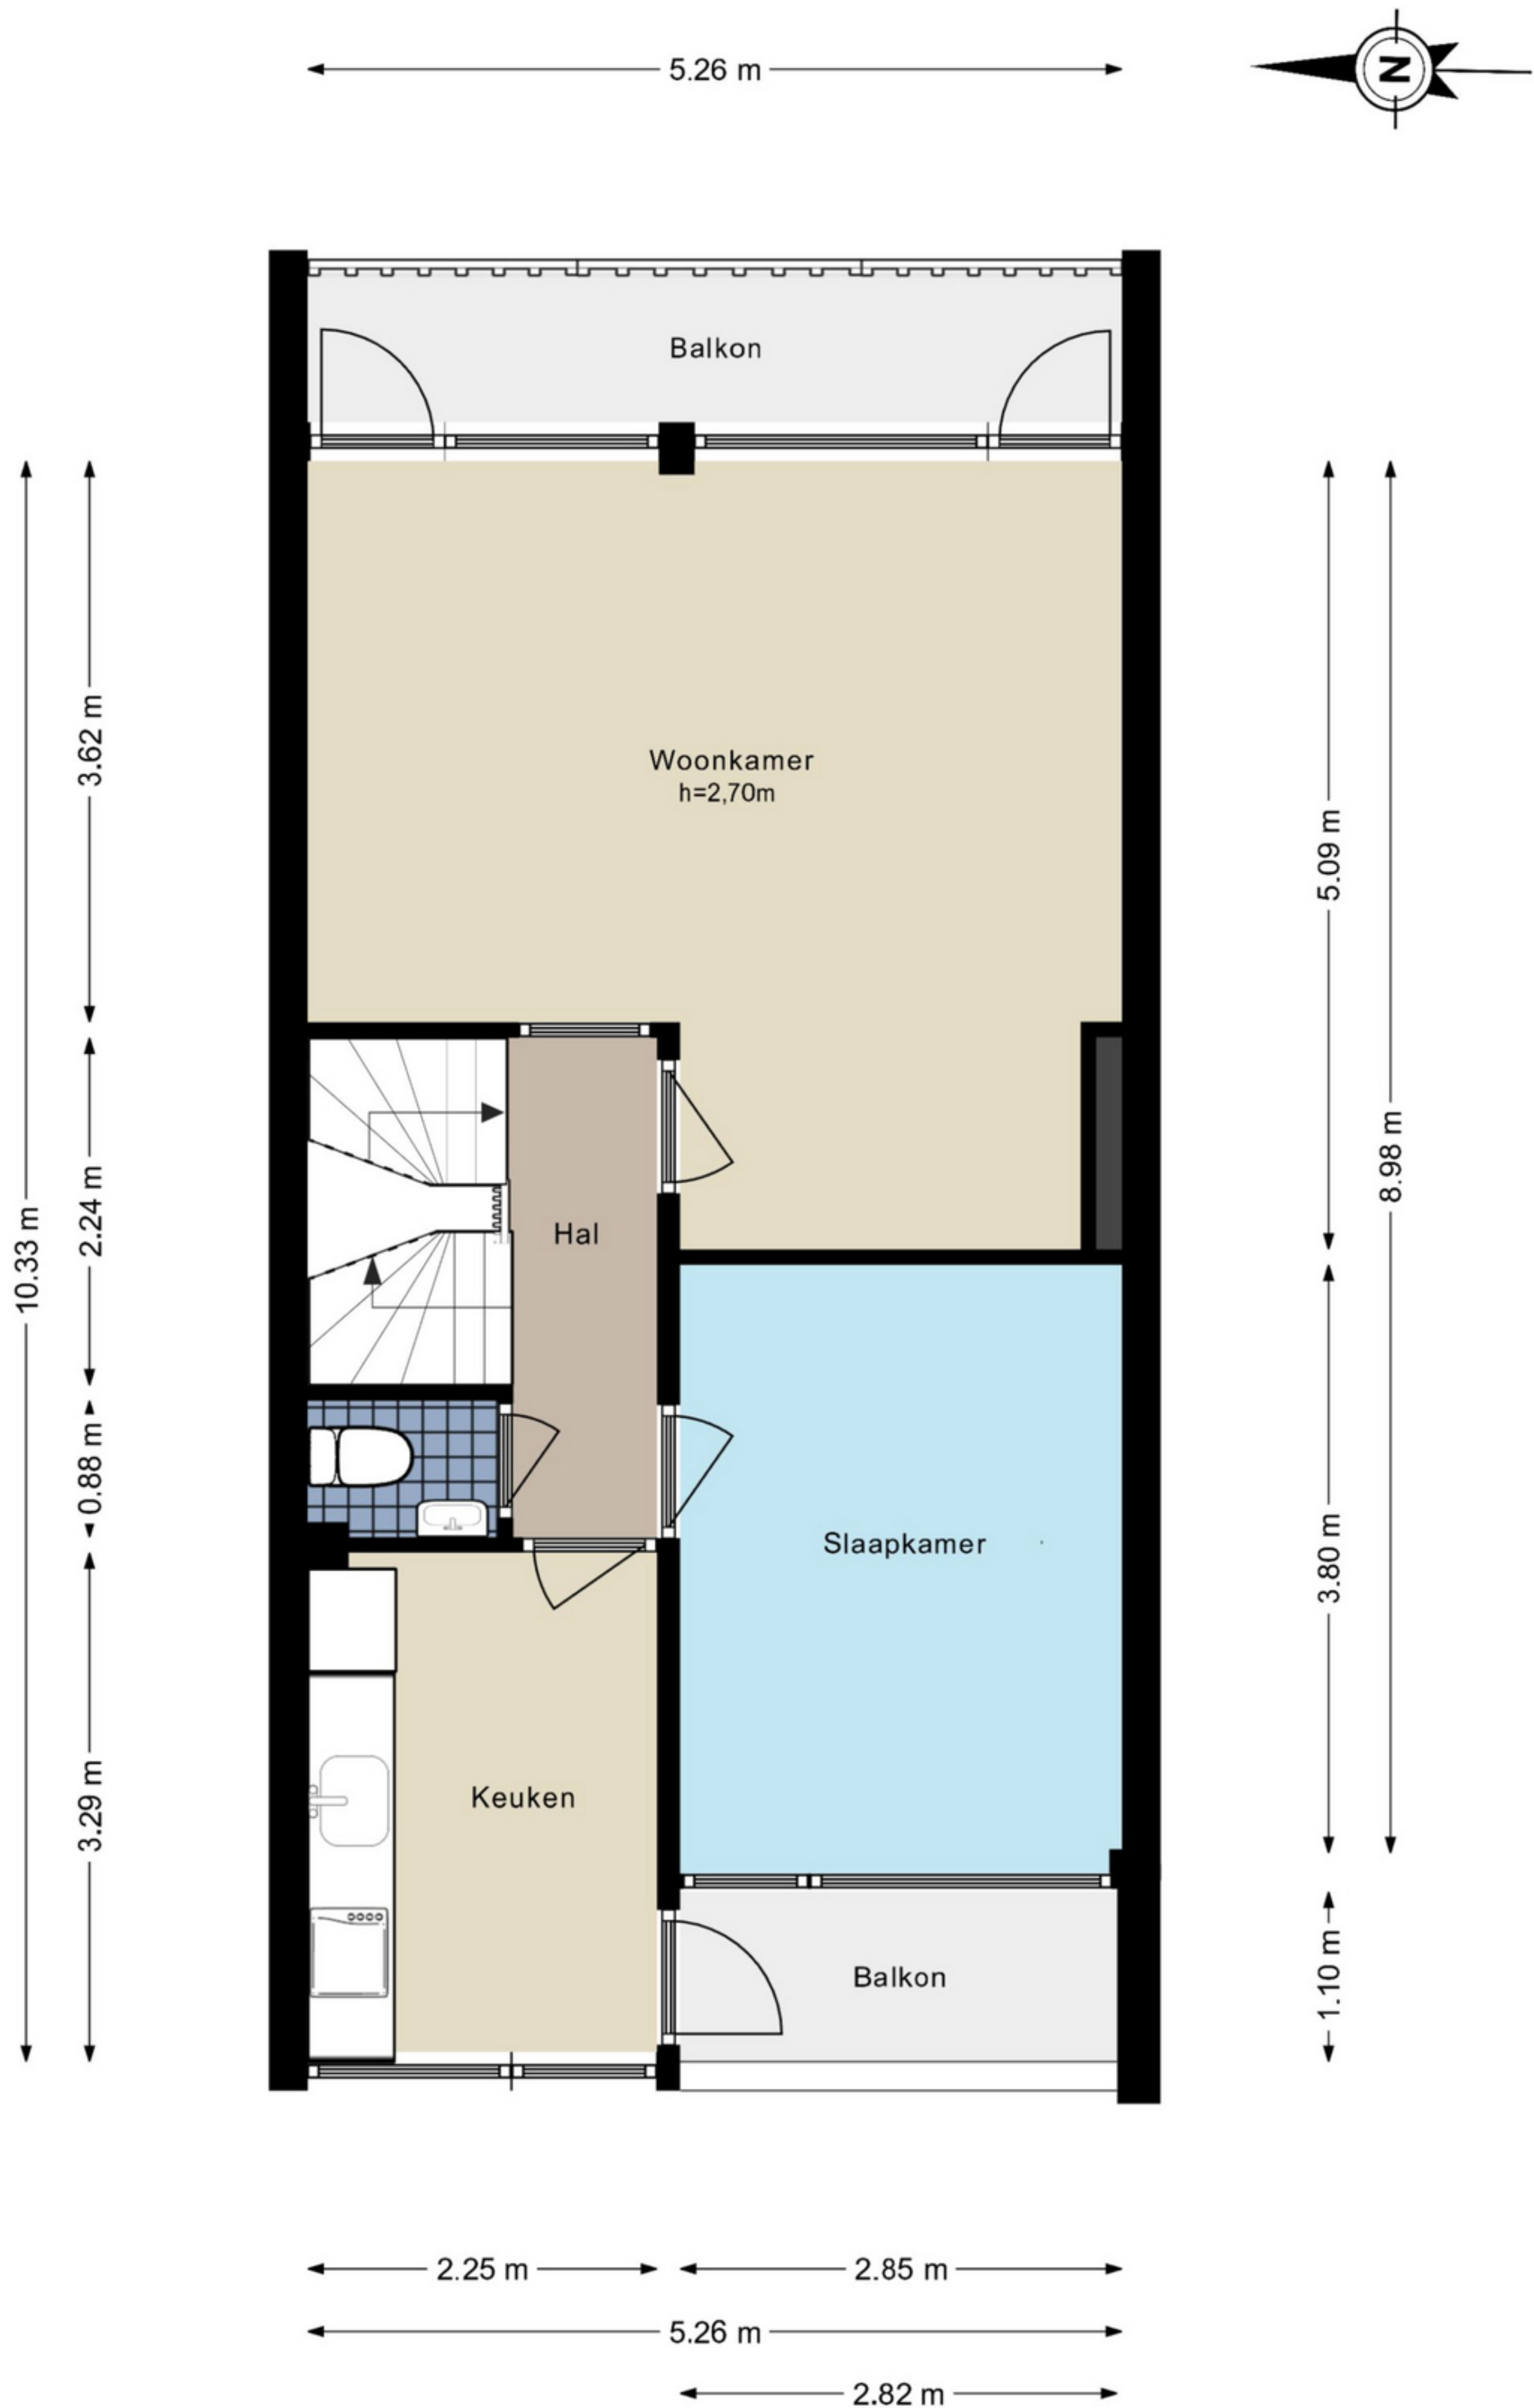 5.26 m
N
Balkon
3.62 m
Woonkamer
h=2,70m
5.09 m
8.98 m
10.33 m
2.24 m
Hal
0.88 m
Slaapkamer
3.80 m
Keuken
3.29 m
Balkon
1.10 m
2.25 m
2.85 m
5.26 m
2.82 m